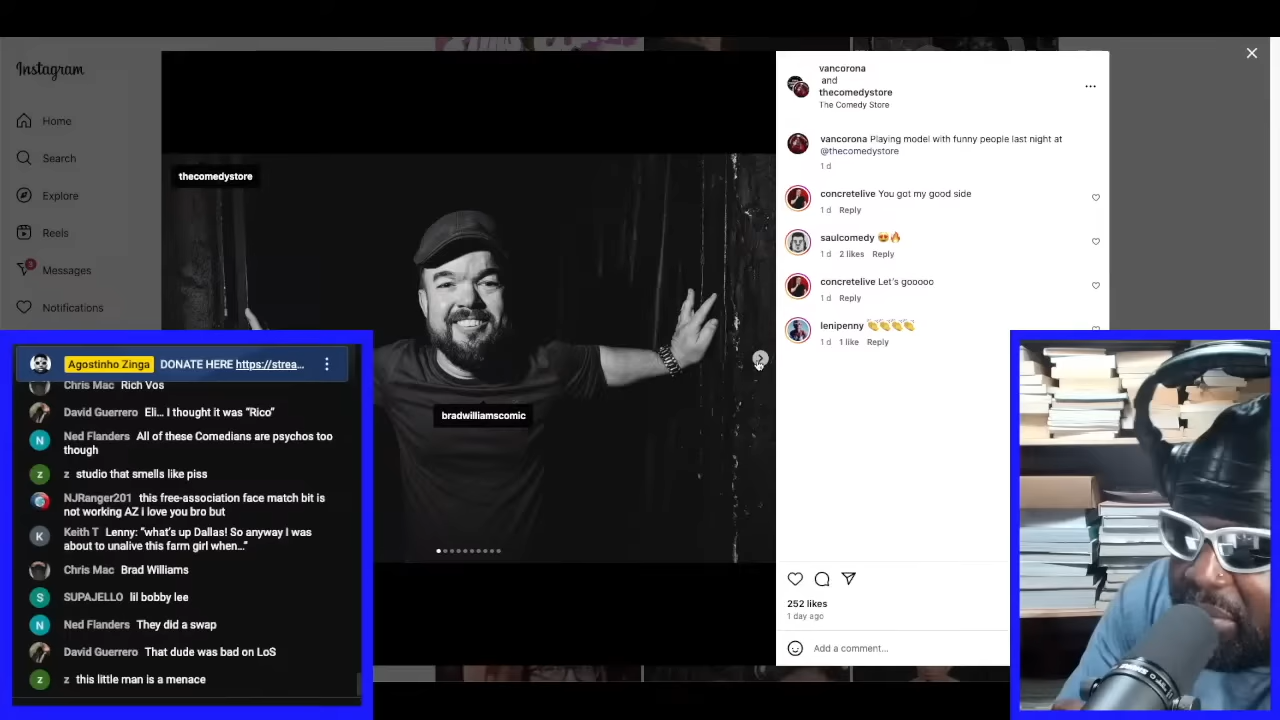 Instagram
Home
Search
Explore
Reels
3
Messages
Notifications
thecomedystore
bradwilliamscomic
vancorona
and
thecomedystore
The Comedy Store
vancorona Playing model with funny people last night at
@thecomedystore
1 d
concretelive You got my good side
1 d Reply
saulcomedy 😍🔥
1 d 2 likes Reply
concretelive Let's gooooo
1 d Reply
lenipenny 👏👏👏👏
1 d 1 like Reply
252 likes
1 day ago
Add a comment...
Agostinho Zinga DONATE HERE https://strea...
Chris Mac Rich Vos
David Guerrero Eli... I thought it was “Rico”
N
Ned Flanders All of these Comedians are psychos too
though
z
z studio that smells like piss
NJRanger201 this free-association face match bit is
not working AZ i love you bro but
K
Keith T Lenny: “what's up Dallas! So anyway I was
about to unalive this farm girl when...”
Chris Mac Brad Williams
S
SUPAJELLO lil bobby lee
N
Ned Flanders They did a swap
David Guerrero That dude was bad on LoS
z
z this little man is a menace